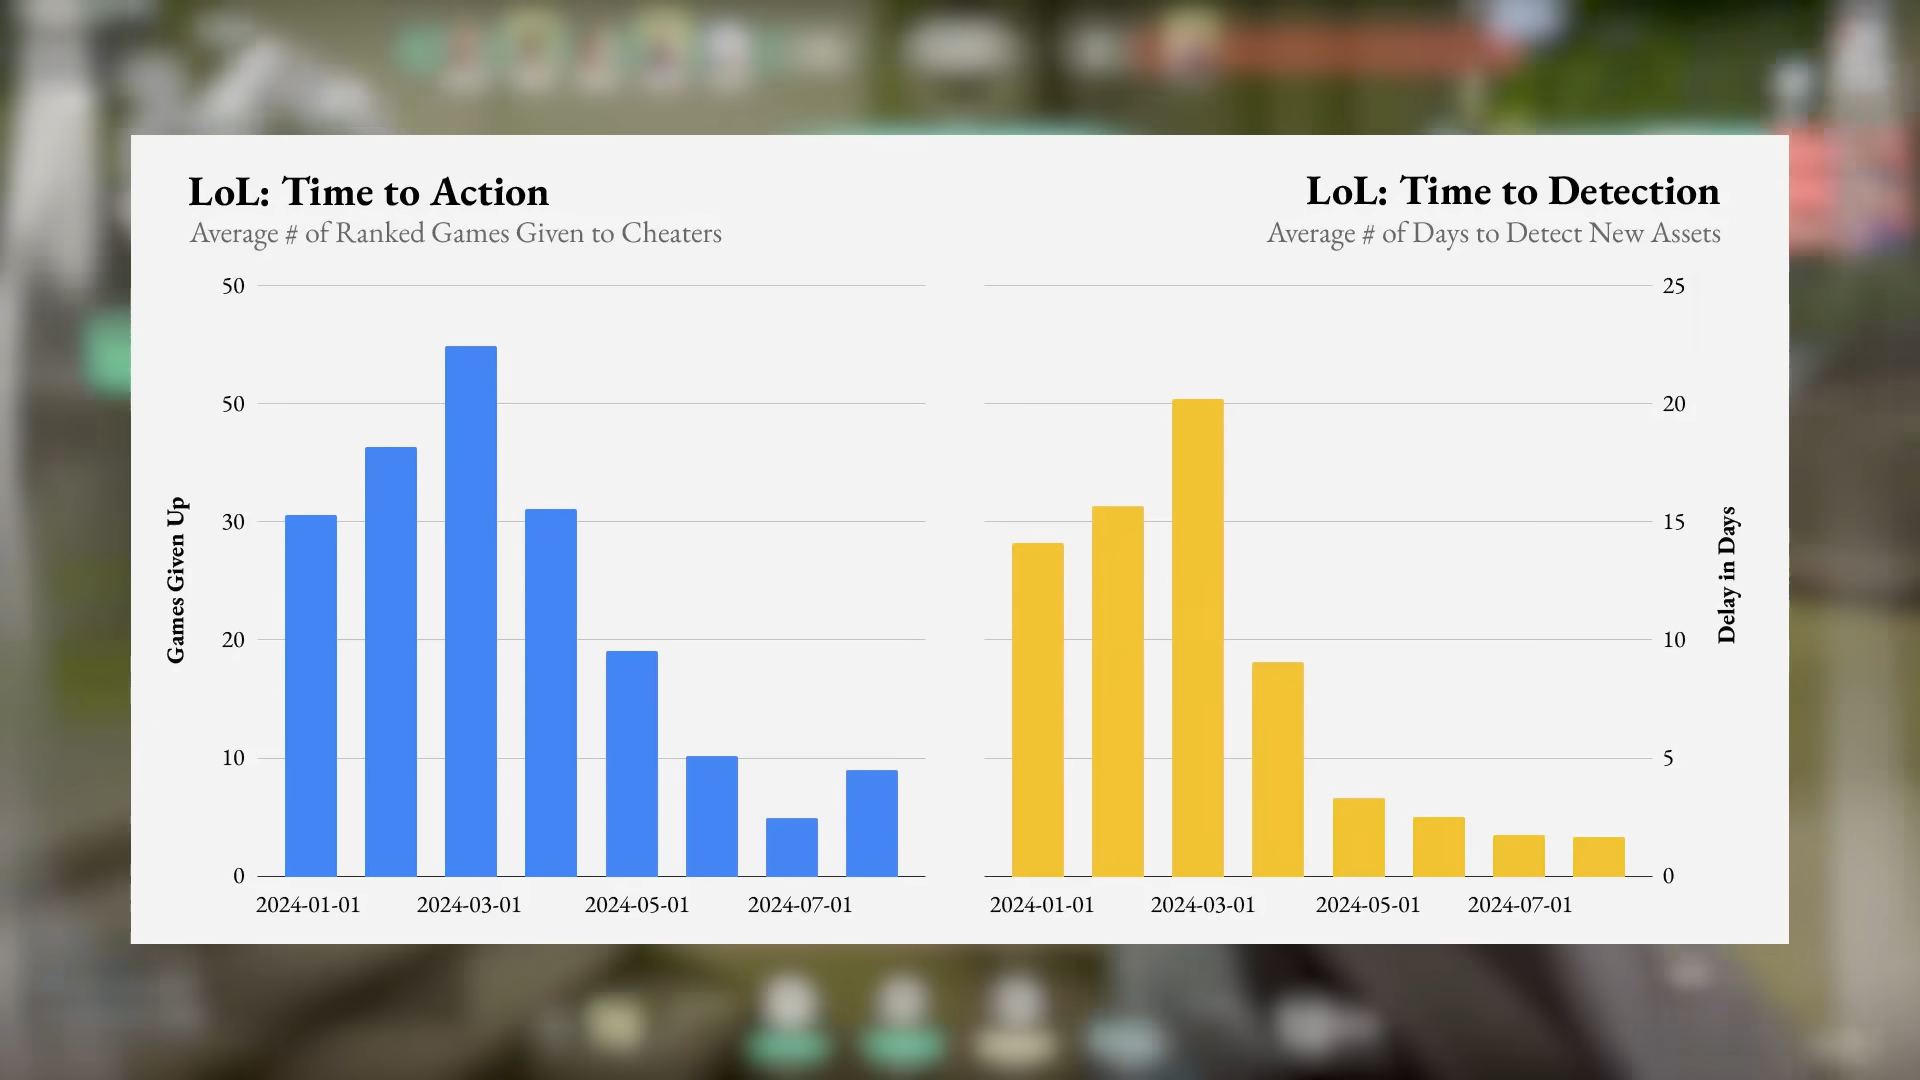 LoL: Time to Action
Average # of Ranked Games Given to Cheaters
50
50
30
20
10
0
Games Given Up
2024-01-01 2024-03-01 2024-05-01 2024-07-01
LoL: Time to Detection
Average # of Days to Detect New Assets
25
20
15
10
5
0
Delay in Days
2024-01-01 2024-03-01 2024-05-01 2024-07-01